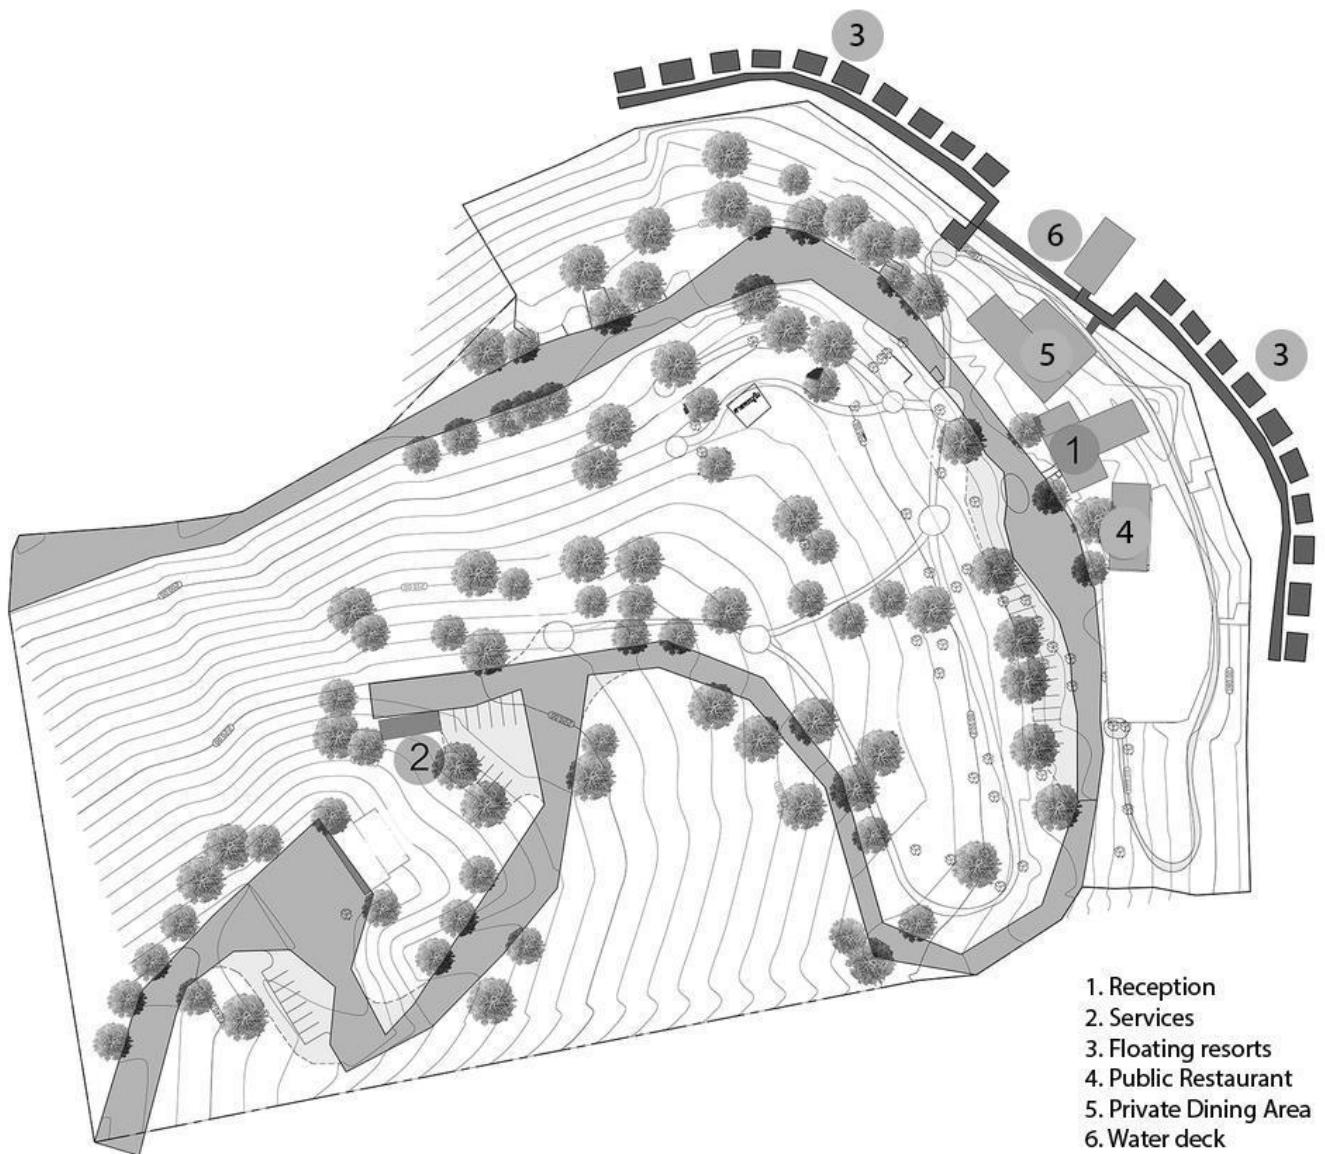 3
6
3
5
1
4
2
1. Reception
2. Services
3. Floating resorts
4. Public Restaurant
5. Private Dining Area
6. Water deck